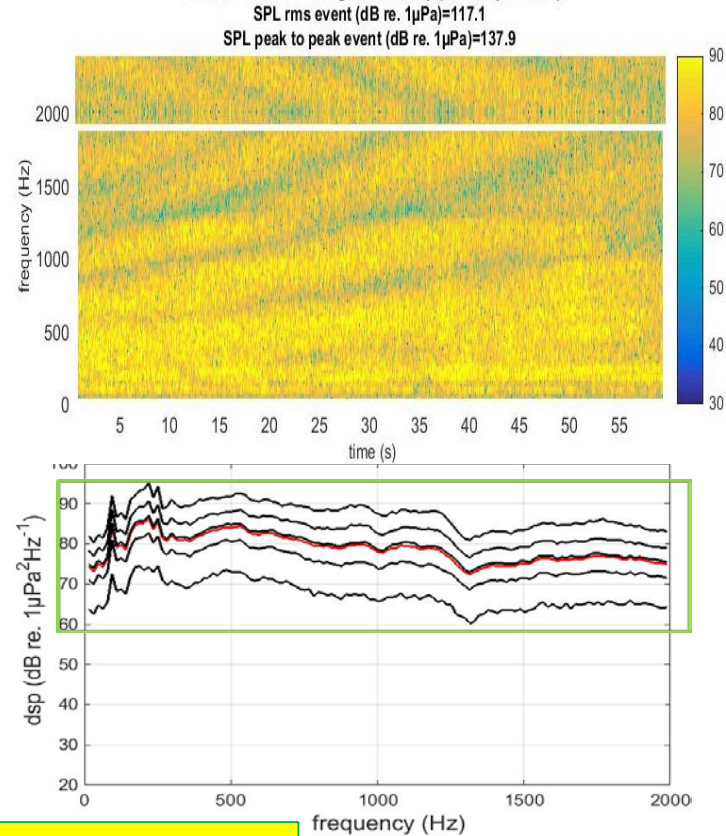 SPL rms event (dB re. 1µPa)=117.1
SPL peak to peak event (dB re. 1µPa)=137.9
2000
1500
1000
500
0
frequency (Hz)
5 10 15 20 25 30 35 40 45 50 55
time (s)
90
80
70
60
50
40
30
90
80
70
60
50
40
30
20
dsp (dB re. 1µPa²Hz⁻¹)
0 500 1000 1500 2000
frequency (Hz)